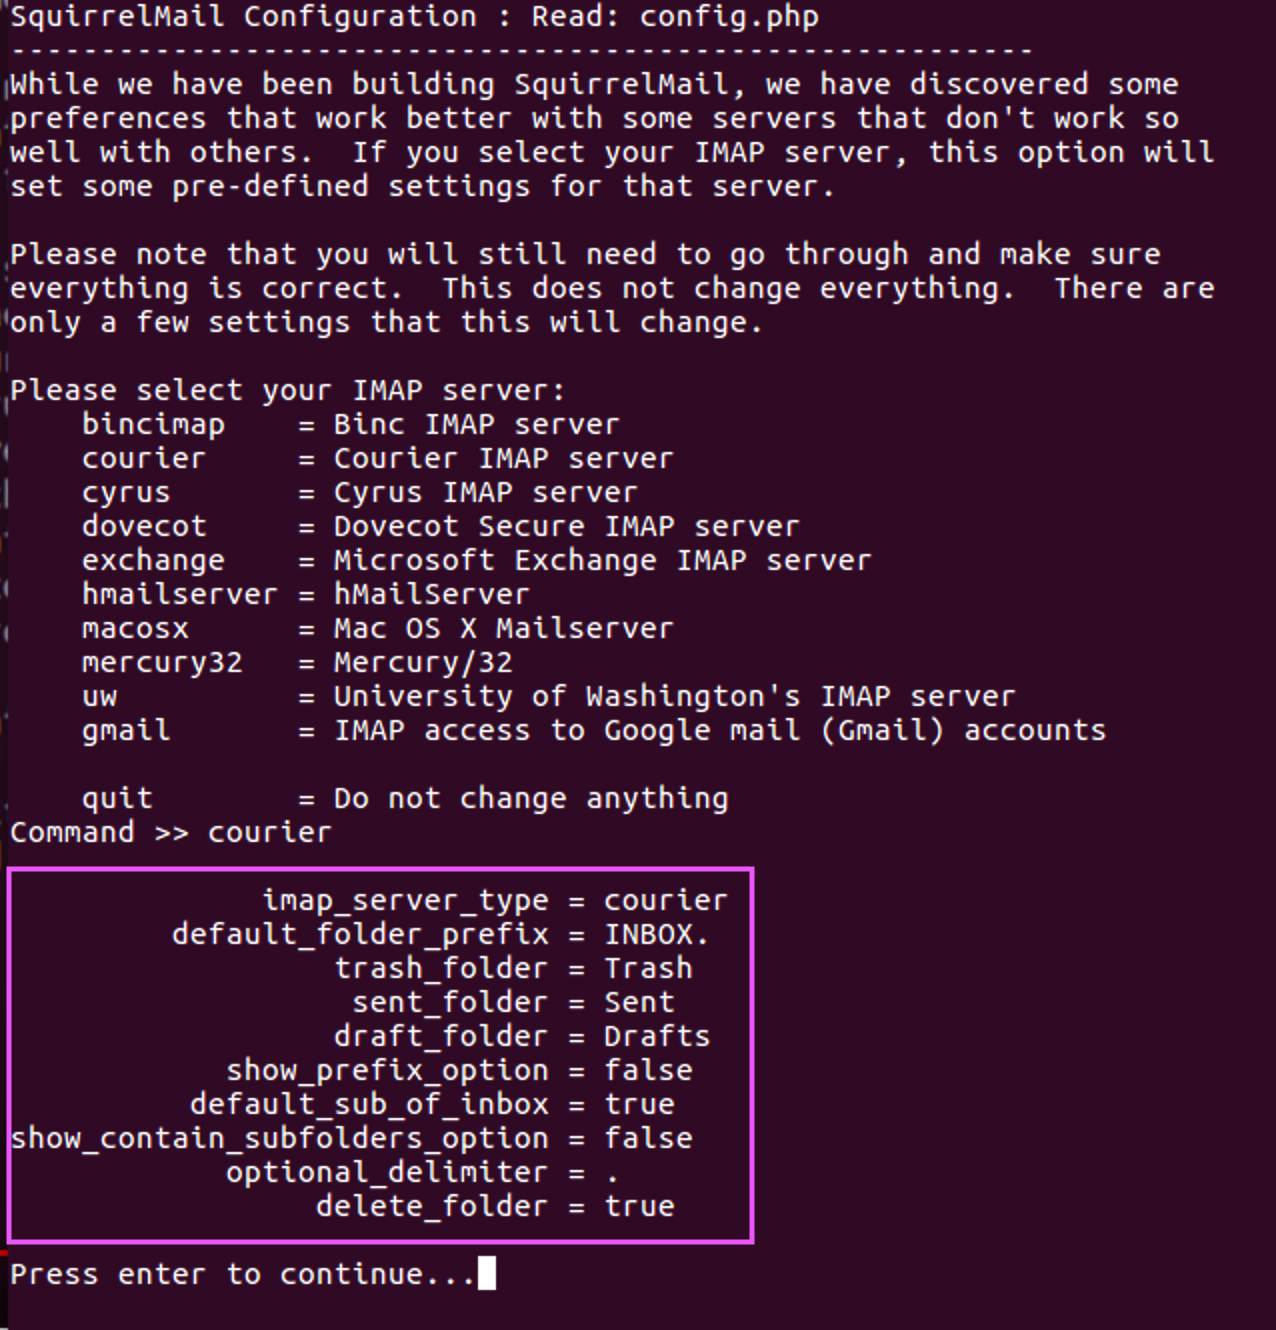 SquirrelMail Configuration : Read: config.php
---------------------------------------------------------
While we have been building SquirrelMail, we have discovered some
preferences that work better with some servers that don't work so
well with others.  If you select your IMAP server, this option will
set some pre-defined settings for that server.

Please note that you will still need to go through and make sure
everything is correct.  This does not change everything.  There are
only a few settings that this will change.

Please select your IMAP server:
    bincimap    = Binc IMAP server
    courier     = Courier IMAP server
    cyrus       = Cyrus IMAP server
    dovecot     = Dovecot Secure IMAP server
    exchange    = Microsoft Exchange IMAP server
    hmailserver = hMailServer
    macosx      = Mac OS X Mailserver
    mercury32   = Mercury/32
    uw          = University of Washington's IMAP server
    gmail       = IMAP access to Google mail (Gmail) accounts

    quit        = Do not change anything
Command >> courier

              imap_server_type = courier
         default_folder_prefix = INBOX.
                  trash_folder = Trash
                   sent_folder = Sent
                  draft_folder = Drafts
            show_prefix_option = false
          default_sub_of_inbox = true
show_contain_subfolders_option = false
            optional_delimiter = .
                 delete_folder = true

Press enter to continue...